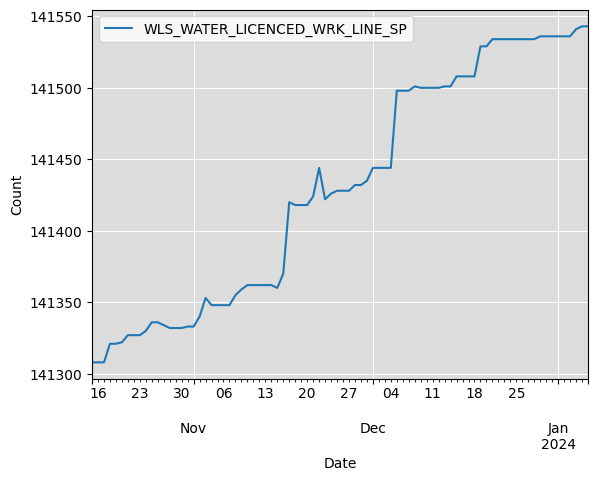 WLS_WATER_LICENCED_WRK_LINE_SP
141550
141500
141450
141400
141350
141300
Count
16 23 30 06 13 20 27 04 11 18 25
Nov Dec Jan
2024
Date